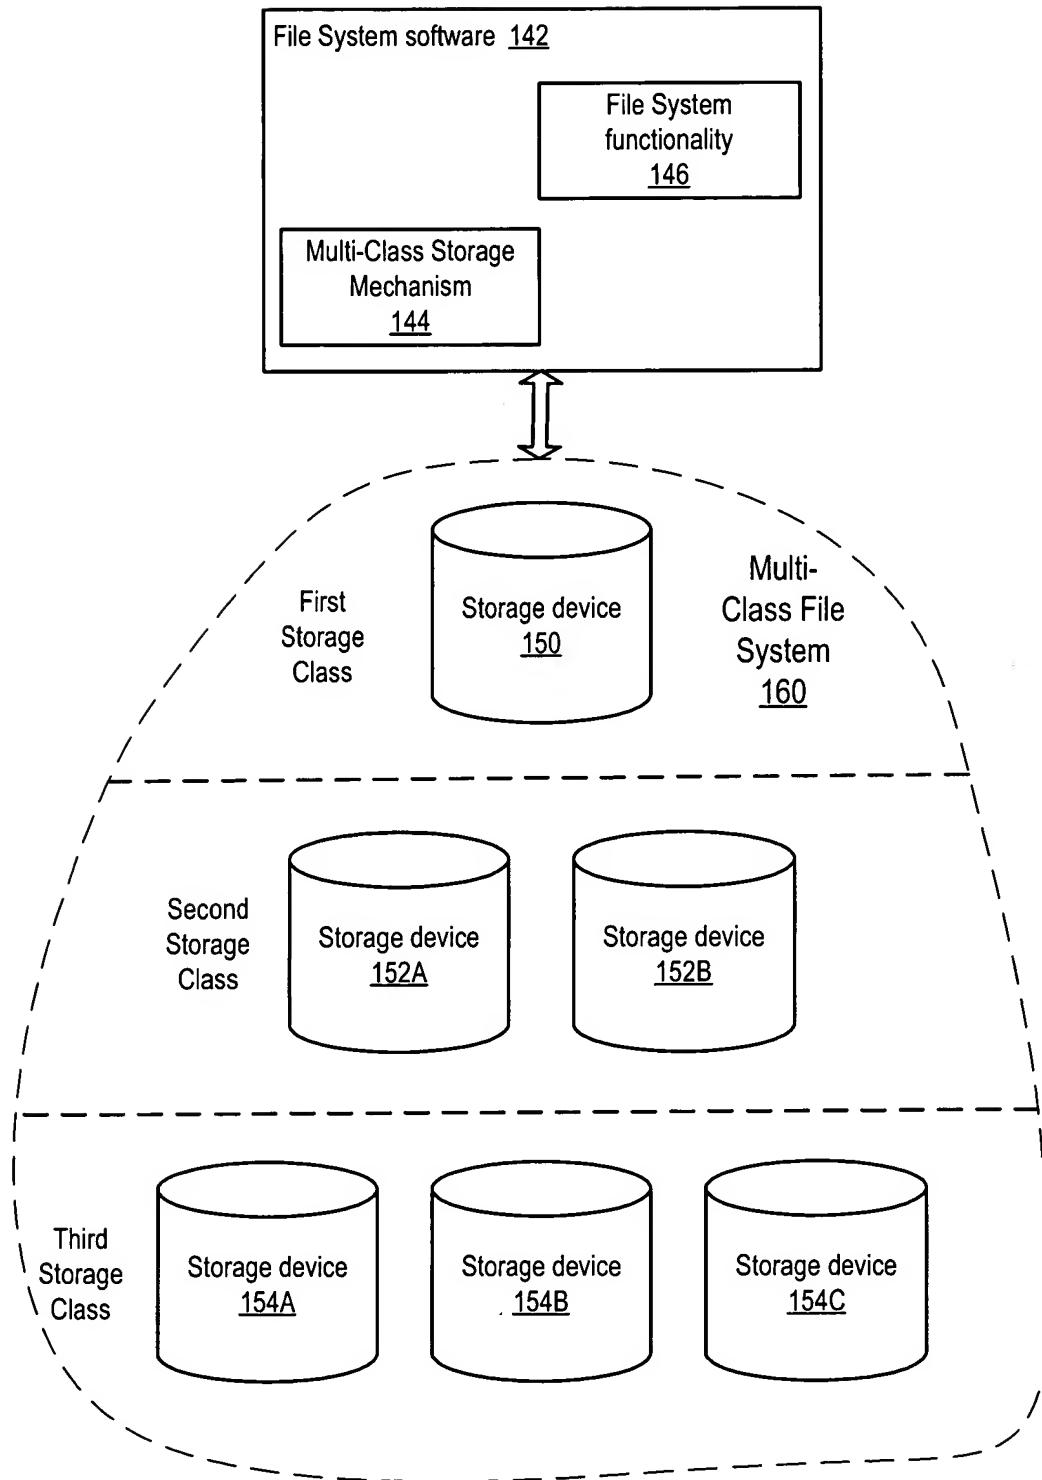 File System software 142
File System
functionality
146
Multi-Class Storage
Mechanism
144
First
Storage
Class
Storage device
150
Multi-
Class File
System
160
Second
Storage
Class
Storage device
152A
Storage device
152B
Third
Storage
Class
Storage device
154A
Storage device
154B
Storage device
154C